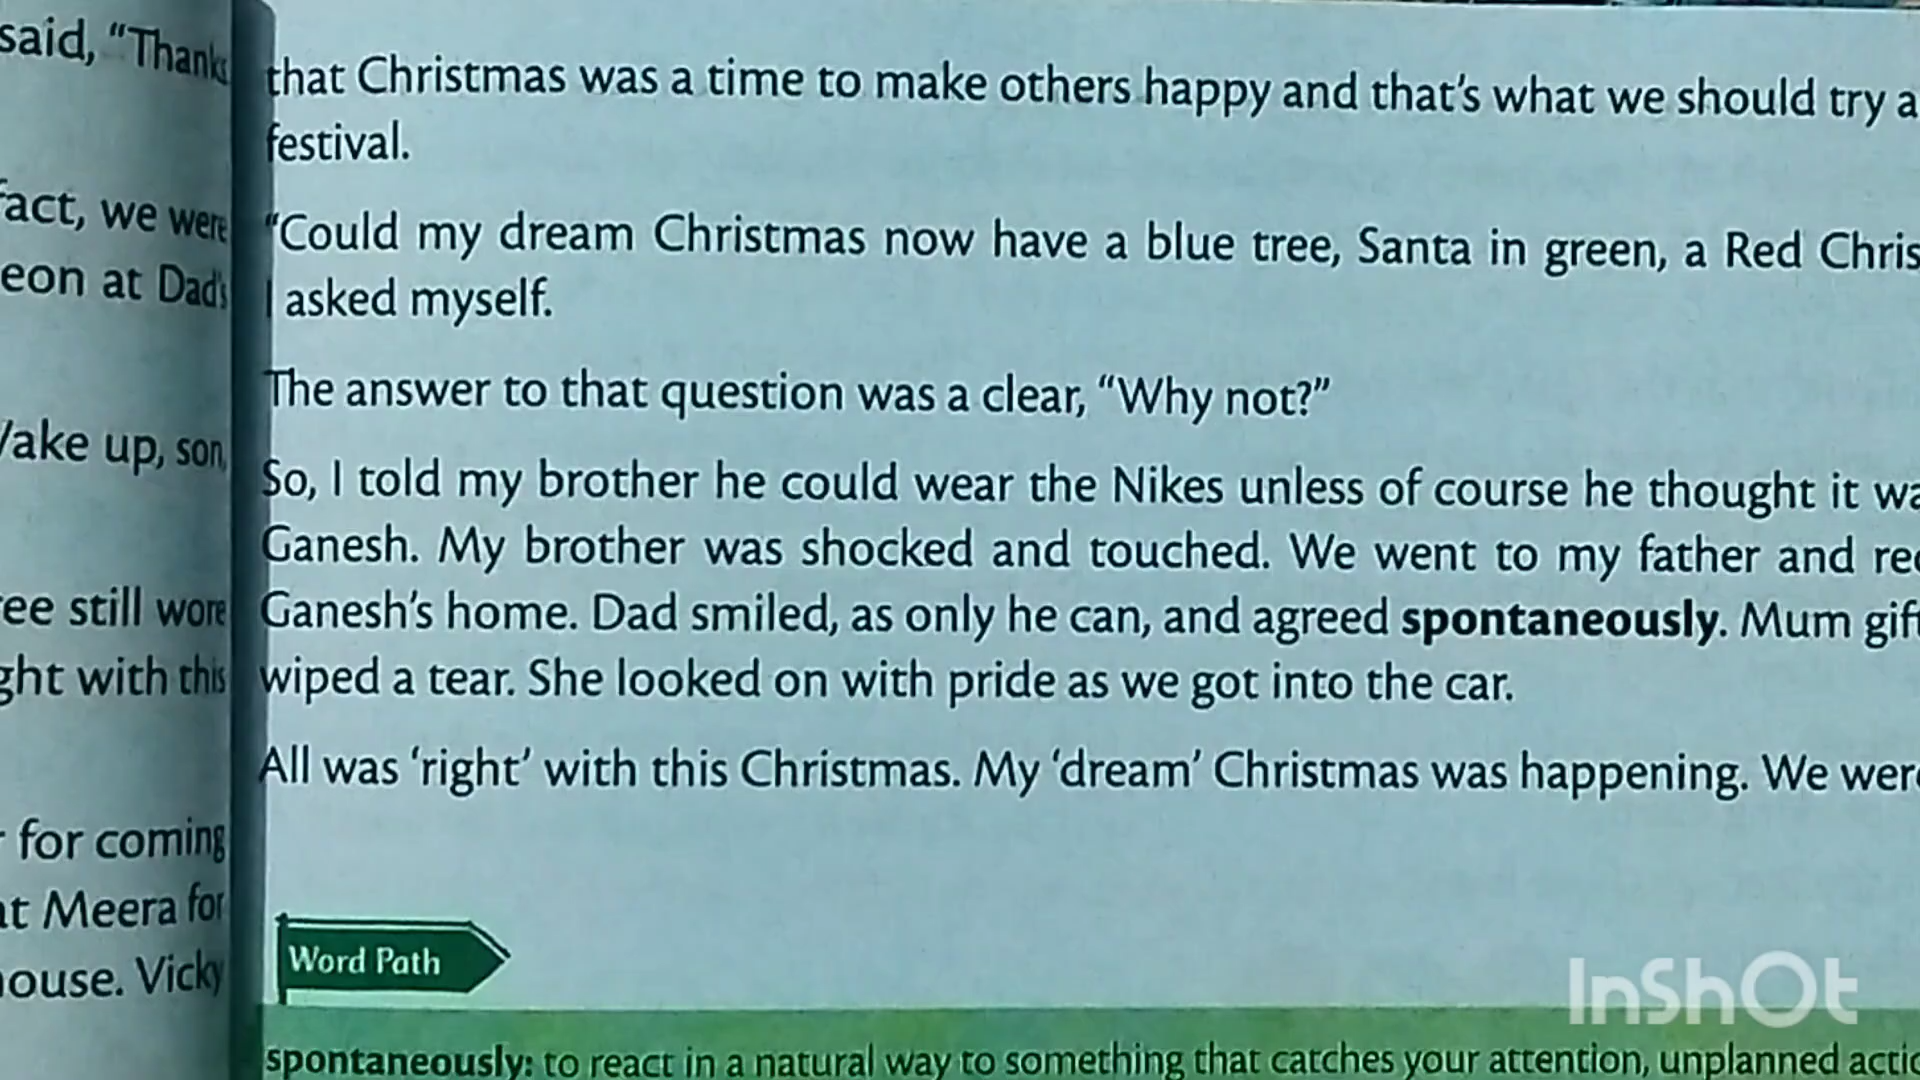 said, “Thanks
fact, we were
eon at Dad's
Wake up, son,
ee still wore
ght with this
for coming
at Meera for
house. Vicky
that Christmas was a time to make others happy and that's what we should try a
festival.
“Could my dream Christmas now have a blue tree, Santa in green, a Red Chris
I asked myself.
The answer to that question was a clear, “Why not?”
So, I told my brother he could wear the Nikes unless of course he thought it wa
Ganesh. My brother was shocked and touched. We went to my father and req
Ganesh's home. Dad smiled, as only he can, and agreed spontaneously. Mum gift
wiped a tear. She looked on with pride as we got into the car.
All was ‘right’ with this Christmas. My ‘dream’ Christmas was happening. We were
Word Path
spontaneously: to react in a natural way to something that catches your attention, unplanned actio
InShOt